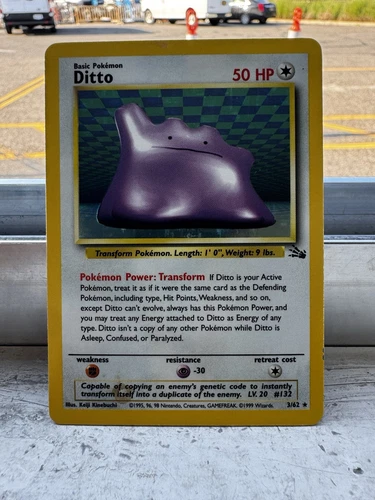 Basic Pokémon
Ditto 50 HP
Transform Pokémon. Length: 1' 0", Weight: 9 lbs.
Pokémon Power: Transform If Ditto is your Active
Pokémon, treat it as if it were the same card as the Defending
Pokémon, including type, Hit Points, Weakness, and so on,
except Ditto can't evolve, always has this Pokémon Power, and
you may treat any Energy attached to Ditto as Energy of any
type. Ditto isn't a copy of any other Pokémon while Ditto is
Asleep, Confused, or Paralyzed.
weakness resistance retreat cost
-30
Capable of copying an enemy's genetic code to instantly
transform itself into a duplicate of the enemy. LV. 20 #132
Illus. Keiji Kinebuchi ©1995, 96, 98 Nintendo, Creatures, GAMEFREAK. ©1999 Wizards. 3/62 ★